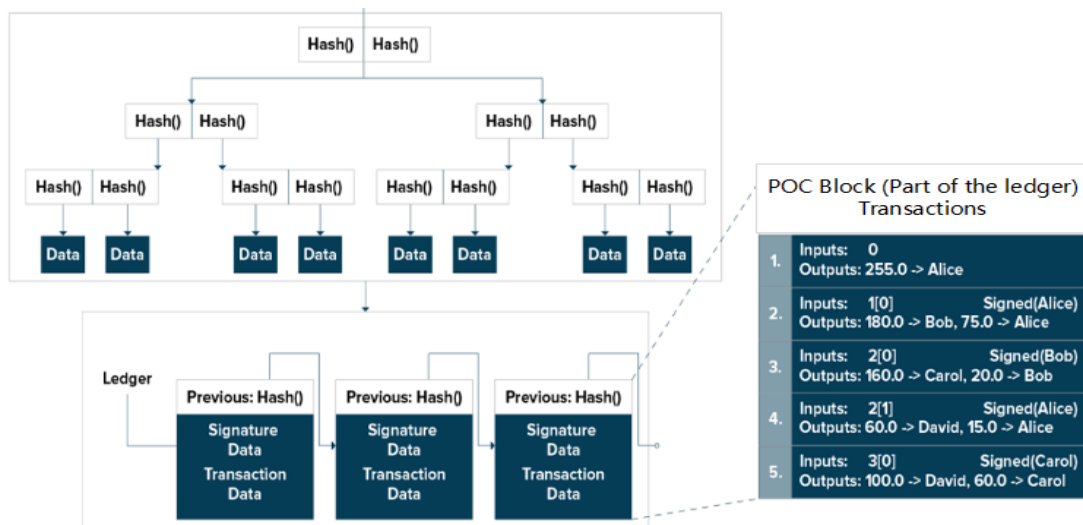 Hash() Hash()
Hash() Hash() Hash() Hash()
Hash() Hash() Hash() Hash() Hash() Hash() Hash() Hash()
Data Data Data Data Data Data Data Data
Ledger
Previous: Hash() Previous: Hash() Previous: Hash()
Signature Signature Signature
Data Data Data
Transaction Transaction Transaction
Data Data Data
POC Block (Part of the ledger)
Transactions
1. Inputs: 0
Outputs: 255.0 -> Alice
2. Inputs: 1[0] Signed(Alice)
Outputs: 180.0 -> Bob, 75.0 -> Alice
3. Inputs: 2[0] Signed(Bob)
Outputs: 160.0 -> Carol, 20.0 -> Bob
4. Inputs: 2[1] Signed(Alice)
Outputs: 60.0 -> David, 15.0 -> Alice
5. Inputs: 3[0] Signed(Carol)
Outputs: 100.0 -> David, 60.0 -> Carol